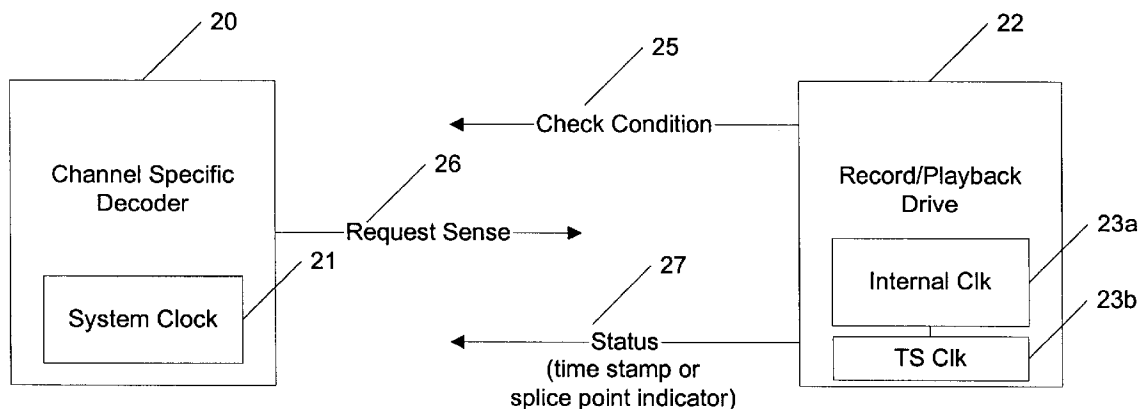 20
25
22
Check Condition
Channel Specific
Decoder
26
Record/Playback
Drive
Request Sense
23a
21
27
Internal Clk
System Clock
23b
Status
(time stamp or
splice point indicator)
TS Clk